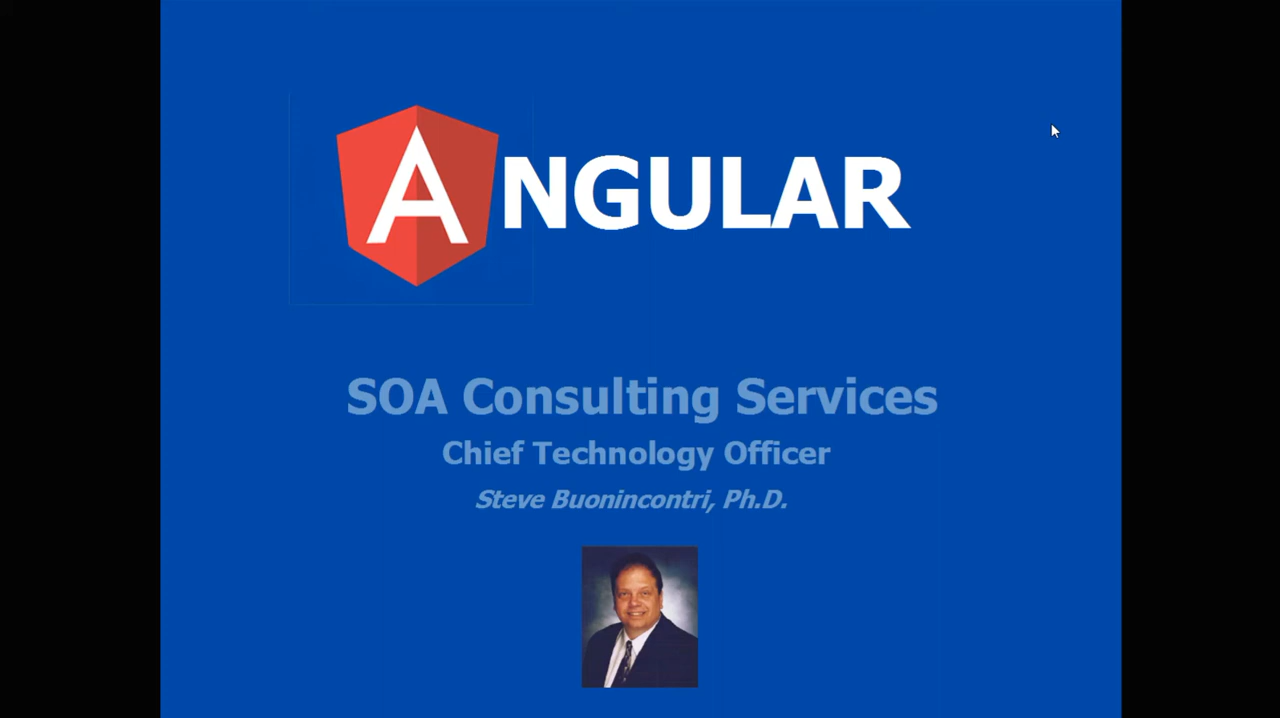 ANGULAR
SOA Consulting Services
Chief Technology Officer
Steve Buonincontri, Ph.D.